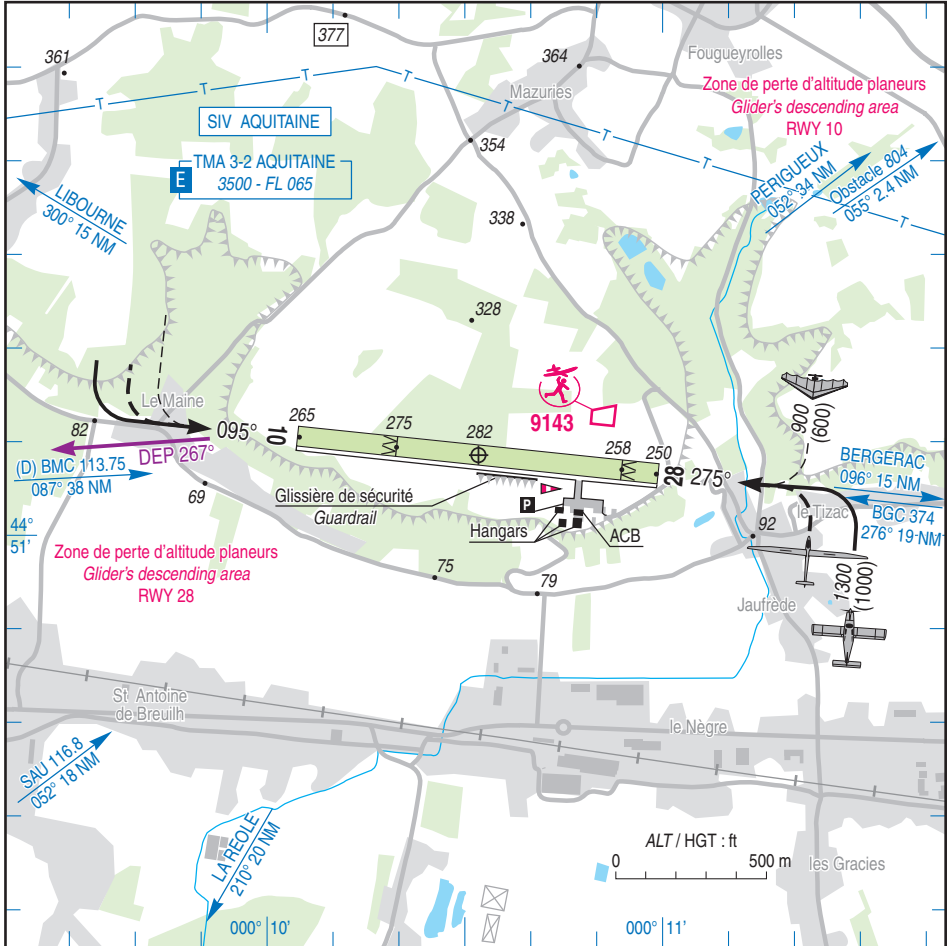 361
377
364
Fougueyrolles
Mazuries
Zone de perte d'altitude planeurs
Glider's descending area
RWY 10
T
T
T
T
T
SIV AQUITAINE
354
TMA 3-2 AQUITAINE
3500 - FL 065
E
PERIGUEUX
052° 34 NM
Obstacle 804
055° 2.4 NM
LIBOURNE
300° 15 NM
338
328
Le Maine
82
095°
DEP 267°
265
10
275
282
9143
258
250
28
275°
900
(600)
(D) BMC 113.75
087° 38 NM
69
BERGERAC
096° 15 NM
BGC 374
276° 19 NM
Glissière de sécurité
Guardrail
P
Hangars
ACB
le Tizac
92
44°
51'
Zone de perte d'altitude planeurs
Glider's descending area
RWY 28
75
79
1300
(1000)
Jaufrède
St Antoine
de Breuilh
le Nègre
SAU 116.8
052° 18 NM
LA REOLE
210° 20 NM
ALT / HGT : ft
0
500 m
les Gracies
000° 10'
000° 11'